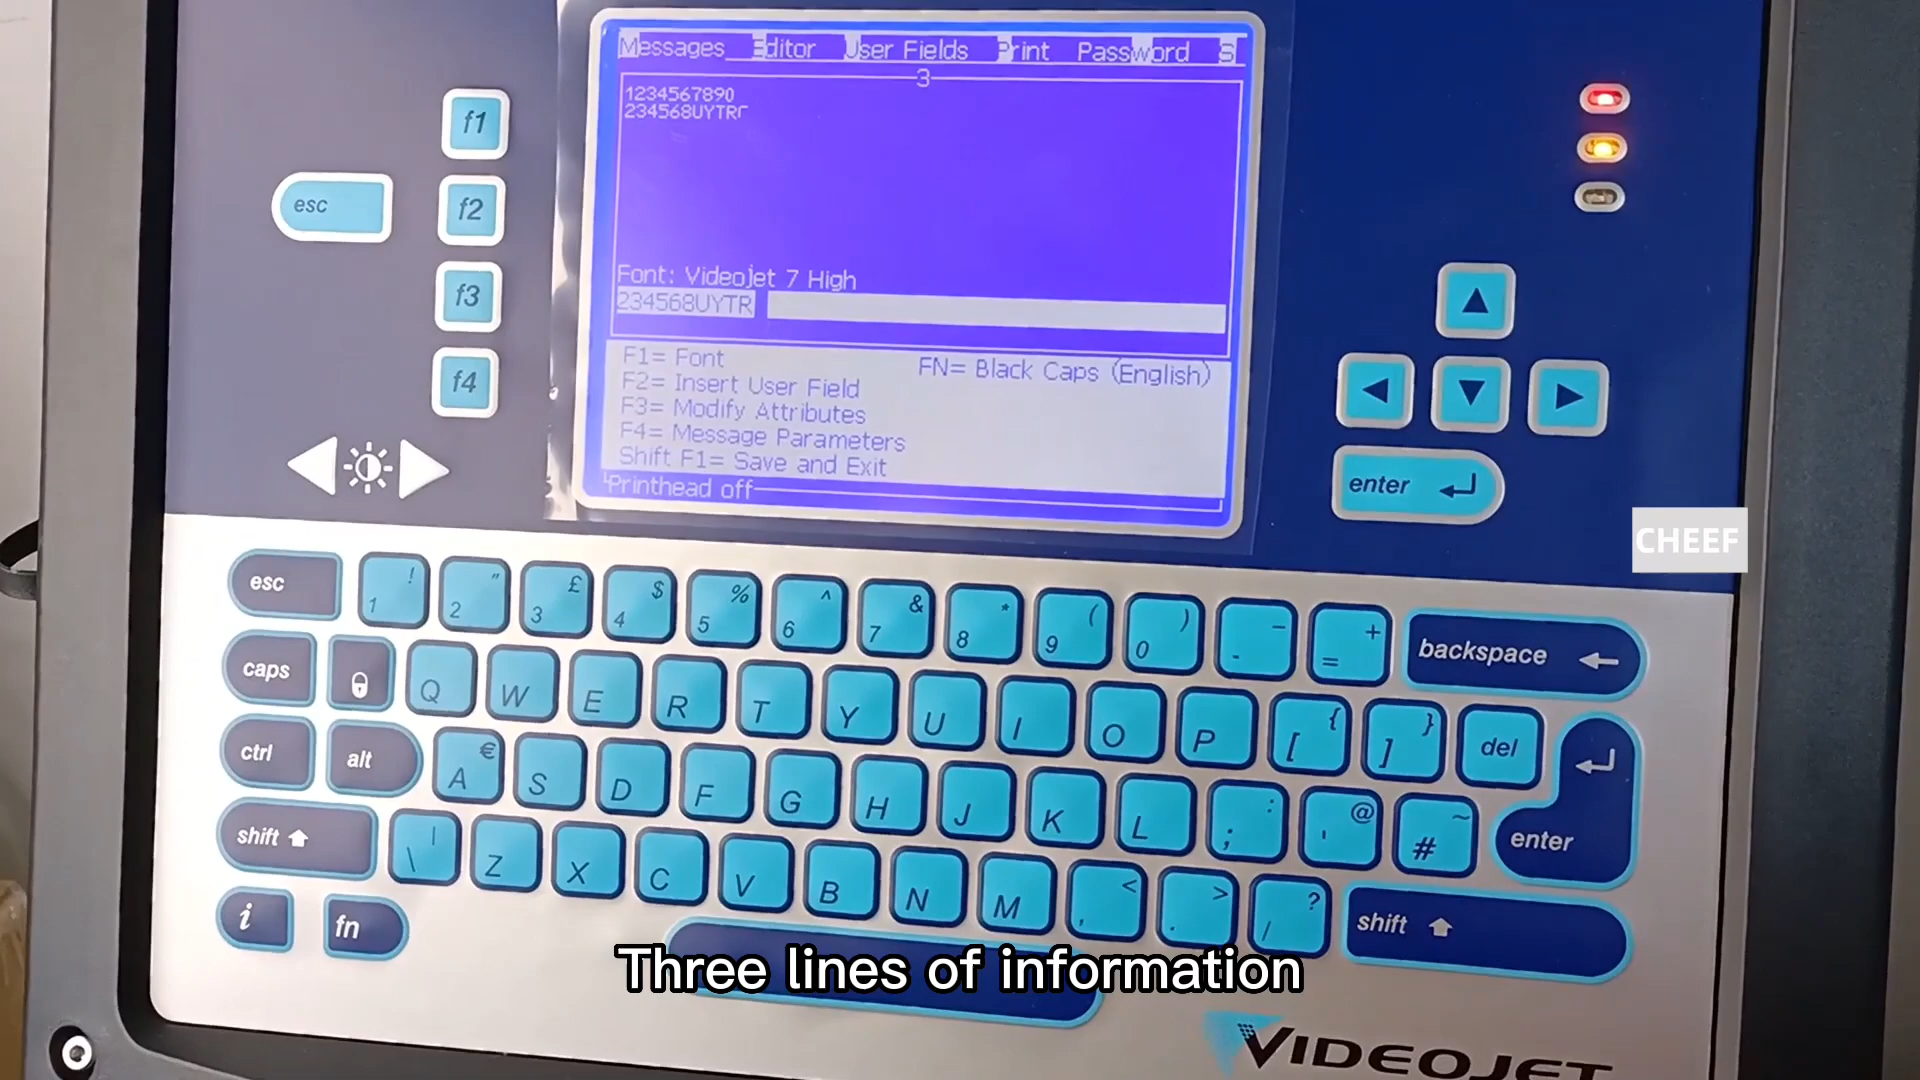 Messages Editor User Fields Print Password S
3
1234567890
234568UYTR
Font: Videojet 7 High
234568UYTR
F1= Font
FN= Black Caps (English)
F2= Insert User Field
F3= Modify Attributes
F4= Message Parameters
Shift F1= Save and Exit
Printhead off
f1
esc
f2
f3
f4
enter
CHEEF
esc ! 1 " 2 £ 3 $ 4 % 5 ^ 6 & 7 * 8 ( 9 ) 0 _ - + = backspace
caps Q W E R T Y U I O P { [ } ] del
ctrl alt € A S D F G H J K L : ; @ ' ~ # enter
shift | \ Z X C V B N M < , > . ? / shift
i fn
Three lines of information
VIDEOJET